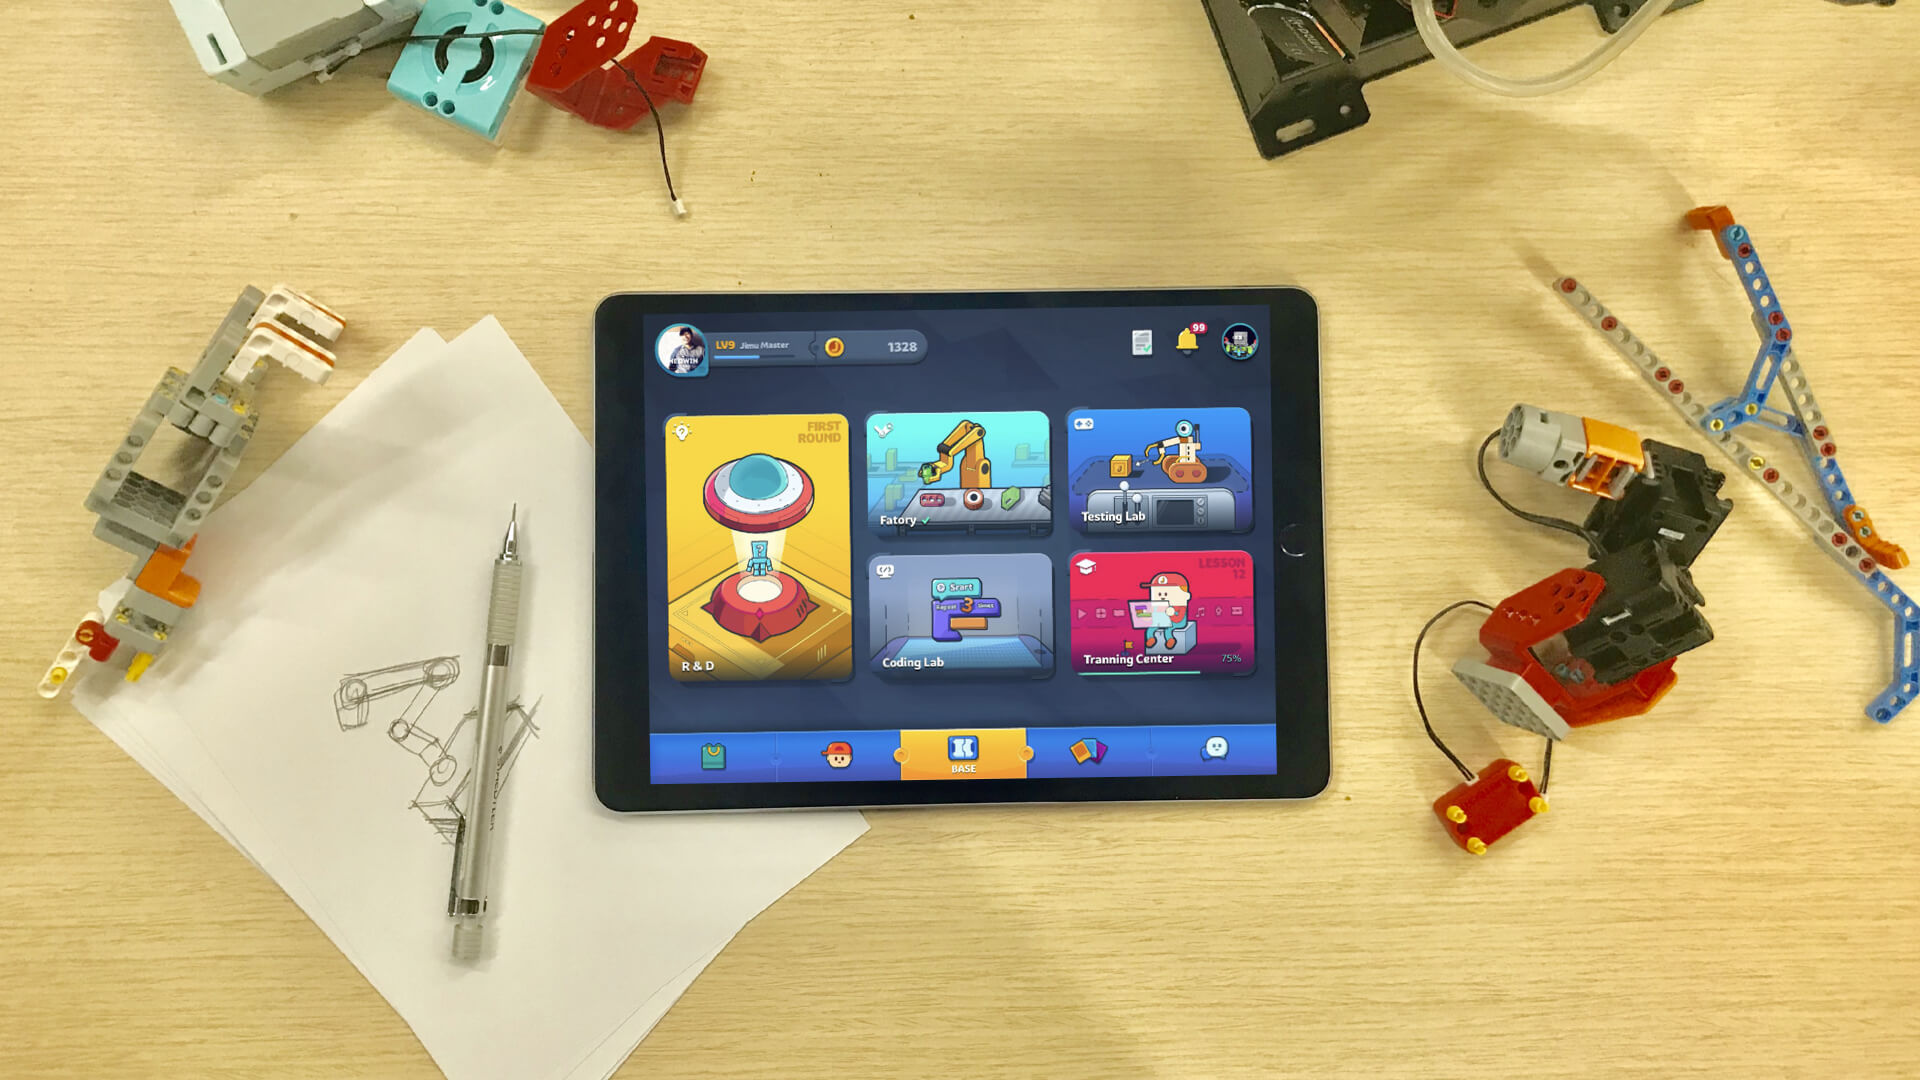 LV9 Jimu Master
1328
99
FIRST
ROUND
R & D
Fatory
Testing Lab
Start
Repeat 3 times
Coding Lab
LESSON
12
Tranning Center
75%
BASE
STAEDTLER